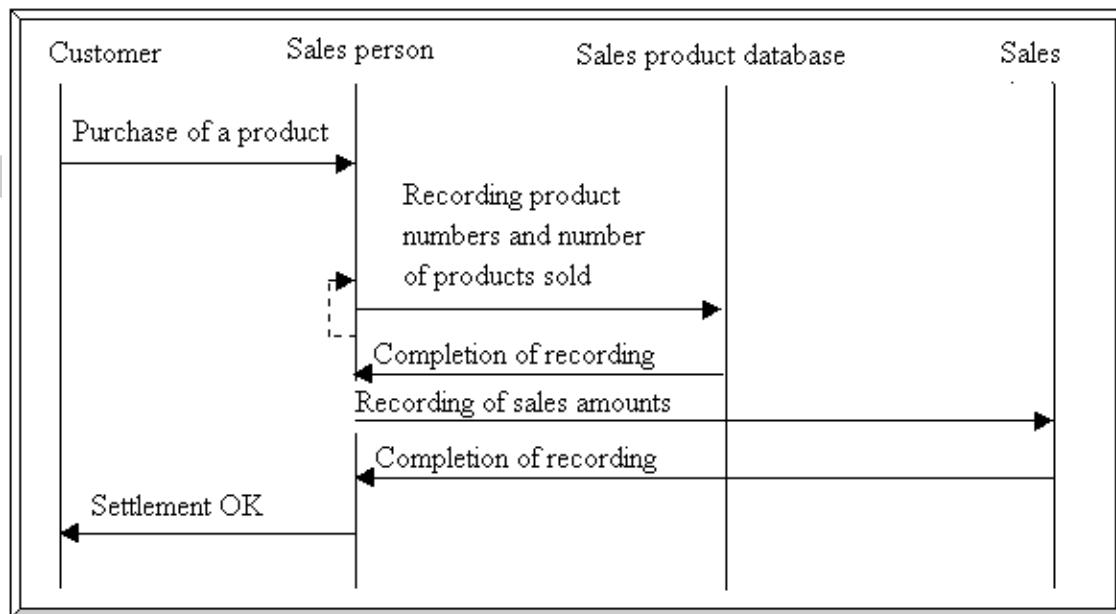 Customer
Sales person
Sales product database
Sales
Purchase of a product
Recording product
numbers and number
of products sold
Completion of recording
Recording of sales amounts
Completion of recording
Settlement OK